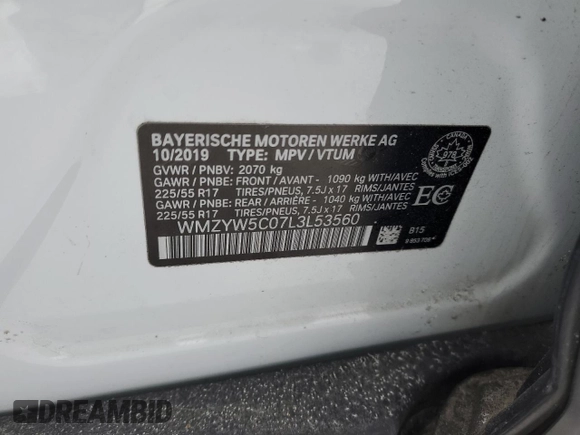 BAYERISCHE MOTOREN WERKE AG
10/2019 TYPE: MPV / VTUM
GVWR / PNBV: 2070 kg
GAWR / PNBE: FRONT / AVANT - 1090 kg WITH/AVEC
225/55 R17 TIRES/PNEUS, 7.5J x 17 RIMS/JANTES
GAWR / PNBE: REAR / ARRIÈRE - 1040 kg WITH/AVEC
225/55 R17 TIRES/PNEUS, 7.5J x 17 RIMS/JANTES
WMZYW5C07L3L53560
CANADA
978
EC
B15
DREAMBID